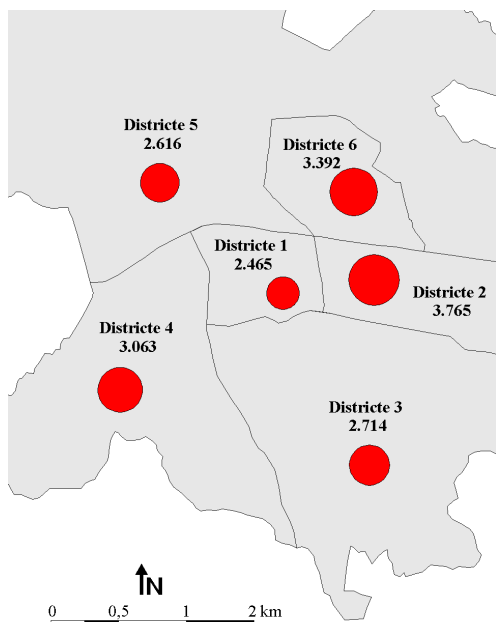 Districte 5
2.616
Districte 6
3.392
Districte 1
2.465
Districte 2
3.765
Districte 4
3.063
Districte 3
2.714
N
0 0,5 1 2 km